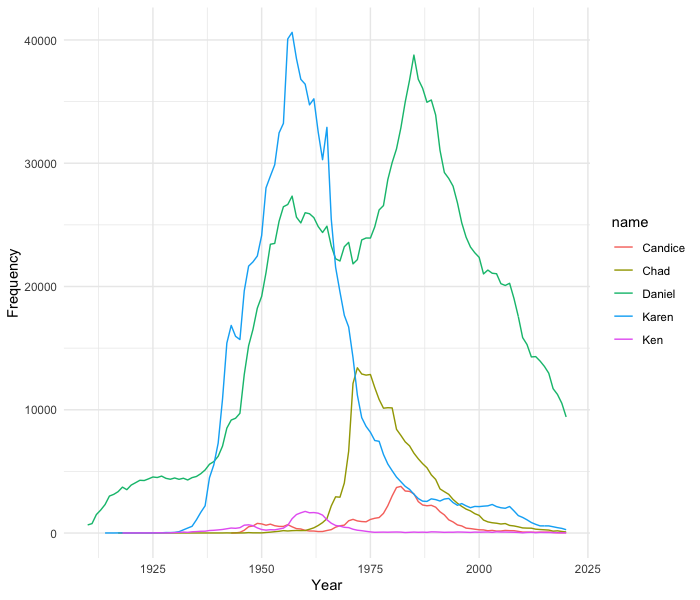 40000
30000
20000
10000
0
Frequency
1925
1950
1975
2000
2025
Year
name
Candice
Chad
Daniel
Karen
Ken